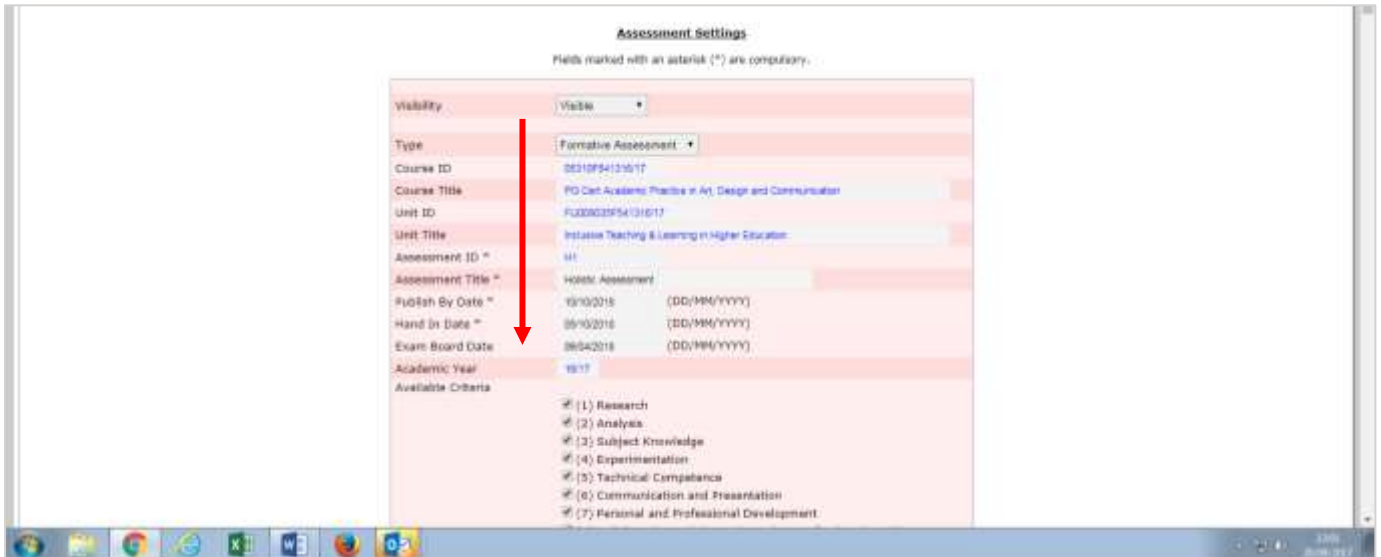 Assessment Settings
Fields marked with an asterisk (*) are compulsory.
Visibility Visible
Type Formative Assessment
Course ID
Course Title PG Cert Academic Practice in Art, Design and Communication
Unit ID
Unit Title Inclusive Teaching & Learning in Higher Education
Assessment ID *
Assessment Title * Holistic Assessment
Publish By Date * (DD/MM/YYYY)
Hand In Date * (DD/MM/YYYY)
Exam Board Date (DD/MM/YYYY)
Academic Year 16/17
Available Criteria
(1) Research
(2) Analysis
(3) Subject Knowledge
(4) Experimentation
(5) Technical Competence
(6) Communication and Presentation
(7) Personal and Professional Development